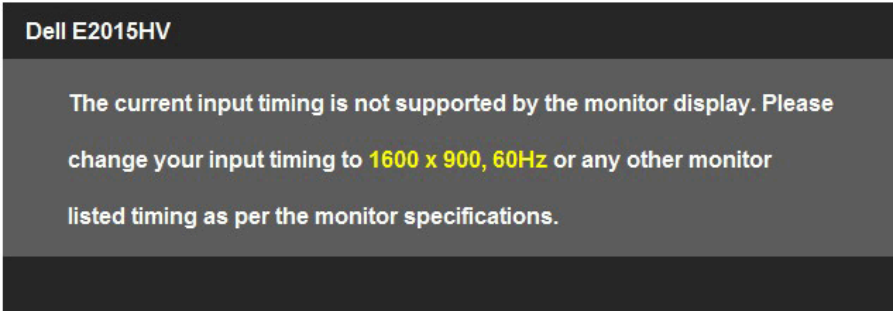 Dell E2015HV
The current input timing is not supported by the monitor display. Please
change your input timing to 1600 x 900, 60Hz or any other monitor
listed timing as per the monitor specifications.